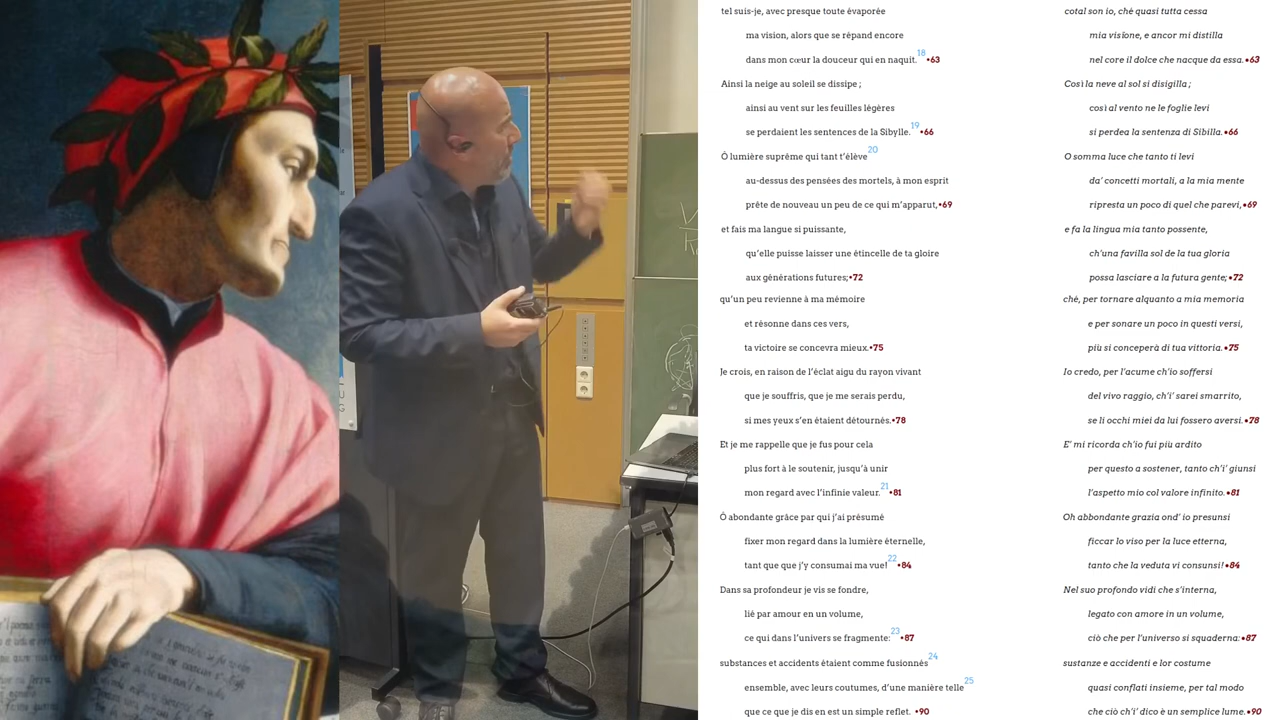 tel suis-je, avec presque toute évaporée
ma vision, alors que se répand encore
dans mon cœur la douceur qui en naquit.18 •63
Ainsi la neige au soleil se dissipe ;
ainsi au vent sur les feuilles légères
se perdaient les sentences de la Sibylle.19 •66
Ô lumière suprême qui tant t’élève20
au-dessus des pensées des mortels, à mon esprit
prête de nouveau un peu de ce qui m’apparut,•69
et fais ma langue si puissante,
qu’elle puisse laisser une étincelle de ta gloire
aux générations futures;•72
qu’un peu revienne à ma mémoire
et résonne dans ces vers,
ta victoire se concevra mieux.•75
Je crois, en raison de l’éclat aigu du rayon vivant
que je souffris, que je me serais perdu,
si mes yeux s’en étaient détournés.•78
Et je me rappelle que je fus pour cela
plus fort à le soutenir, jusqu’à unir
mon regard avec l’infinie valeur.21 •81
Ô abondante grâce par qui j’ai présumé
fixer mon regard dans la lumière éternelle,
tant que que j’y consumai ma vue!22 •84
Dans sa profondeur je vis se fondre,
lié par amour en un volume,
ce qui dans l’univers se fragmente:23 •87
substances et accidents étaient comme fusionnés24
ensemble, avec leurs coutumes, d’une manière telle25
que ce que je dis en est un simple reflet. •90
cotal son io, ché quasi tutta cessa
mia visïone, e ancor mi distilla
nel core il dolce che nacque da essa.•63
Così la neve al sol si disigilla ;
così al vento ne le foglie levi
si perdea la sentenza di Sibilla.•66
O somma luce che tanto ti levi
da’ concetti mortali, a la mia mente
ripresta un poco di quel che parevi,•69
e fa la lingua mia tanto possente,
ch’una favilla sol de la tua gloria
possa lasciare a la futura gente;•72
ché, per tornare alquanto a mia memoria
e per sonare un poco in questi versi,
più si conceperà di tua vittoria.•75
Io credo, per l’acume ch’io soffersi
del vivo raggio, ch’i’ sarei smarrito,
se li occhi miei da lui fossero aversi.•78
E’ mi ricorda ch’io fui più ardito
per questo a sostener, tanto ch’i’ giunsi
l’aspetto mio col valore infinito.•81
Oh abbondante grazia ond’ io presunsi
ficcar lo viso per la luce etterna,
tanto che la veduta vi consunsi!•84
Nel suo profondo vidi che s’interna,
legato con amore in un volume,
ciò che per l’universo si squaderna:•87
sustanze e accidenti e lor costume
quasi conflati insieme, per tal modo
che ciò ch’i’ dico è un semplice lume.•90